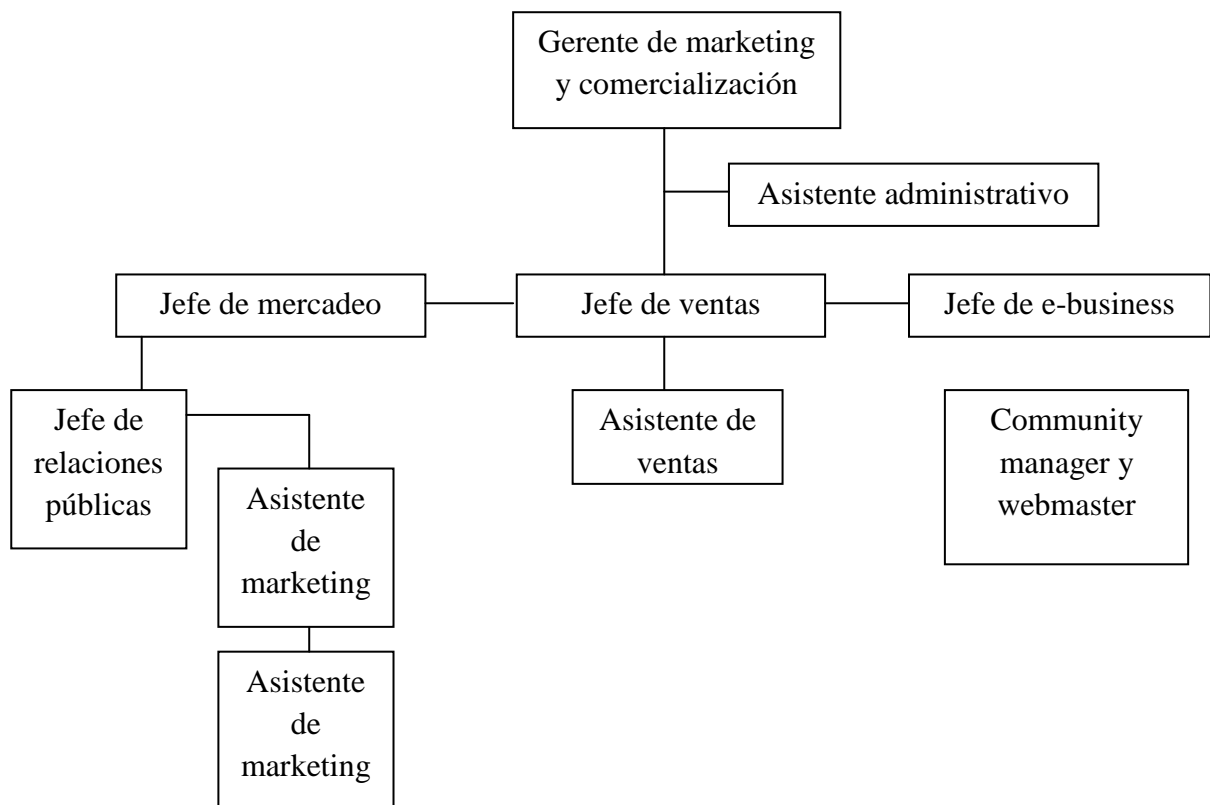 Gerente de marketing
y comercialización
Asistente administrativo
Jefe de mercadeo
Jefe de ventas
Jefe de e-business
Jefe de
relaciones
públicas
Asistente
de
marketing
Asistente
de
marketing
Asistente de
ventas
Community
manager y
webmaster